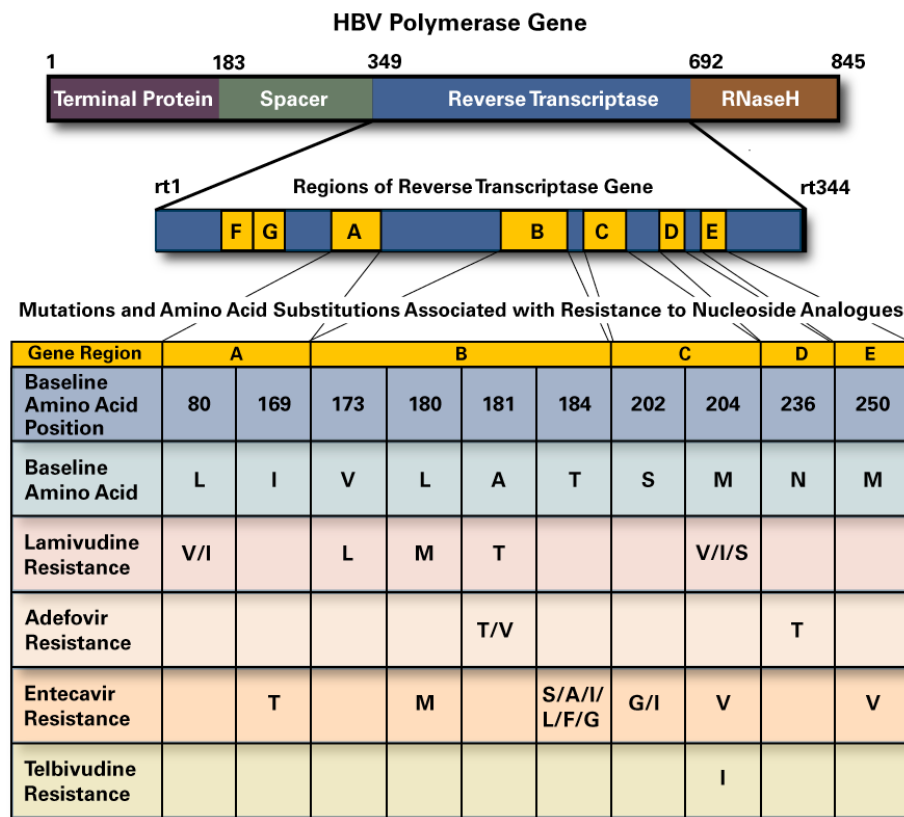 HBV Polymerase Gene
1 183 349 692 845
Terminal Protein Spacer Reverse Transcriptase RNaseH
rt1 Regions of Reverse Transcriptase Gene rt344
F G A B C D E
Mutations and Amino Acid Substitutions Associated with Resistance to Nucleoside Analogues
Gene Region A B C D E
Baseline
Amino Acid
Position
80 169 173 180 181 184 202 204 236 250
Baseline
Amino Acid
L I V L A T S M N M
Lamivudine
Resistance
V/I L M T V/I/S
Adefovir
Resistance
T/V T
Entecavir
Resistance
T M S/A/I/
L/F/G
G/I V V
Telbivudine
Resistance
I